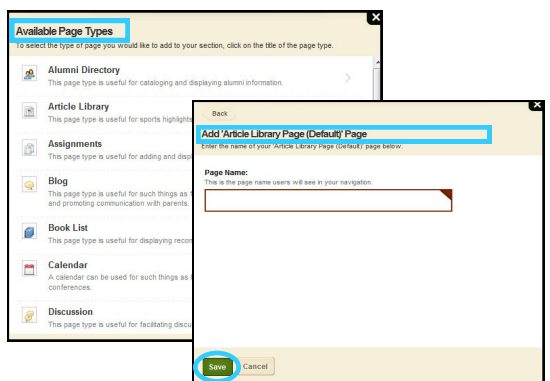 Available Page Types
To select the type of page you would like to add to your section, click on the title of the page type.
Alumni Directory
This page type is useful for cataloging and displaying alumni information.
Article Library
This page type is useful for sports highlights
Assignments
This page type is useful for adding and disp
Blog
This page type is useful for such things as
and promoting communication with parents.
Book List
This page type is useful for displaying recon
Calendar
A calendar can be used for such things as
conferences.
Discussion
This page type is useful for facilitating discu
Back
Add 'Article Library Page (Default)' Page
Enter the name of your 'Article Library Page (Default)' page below.
Page Name:
This is the page name users will see in your navigation.
Save
Cancel